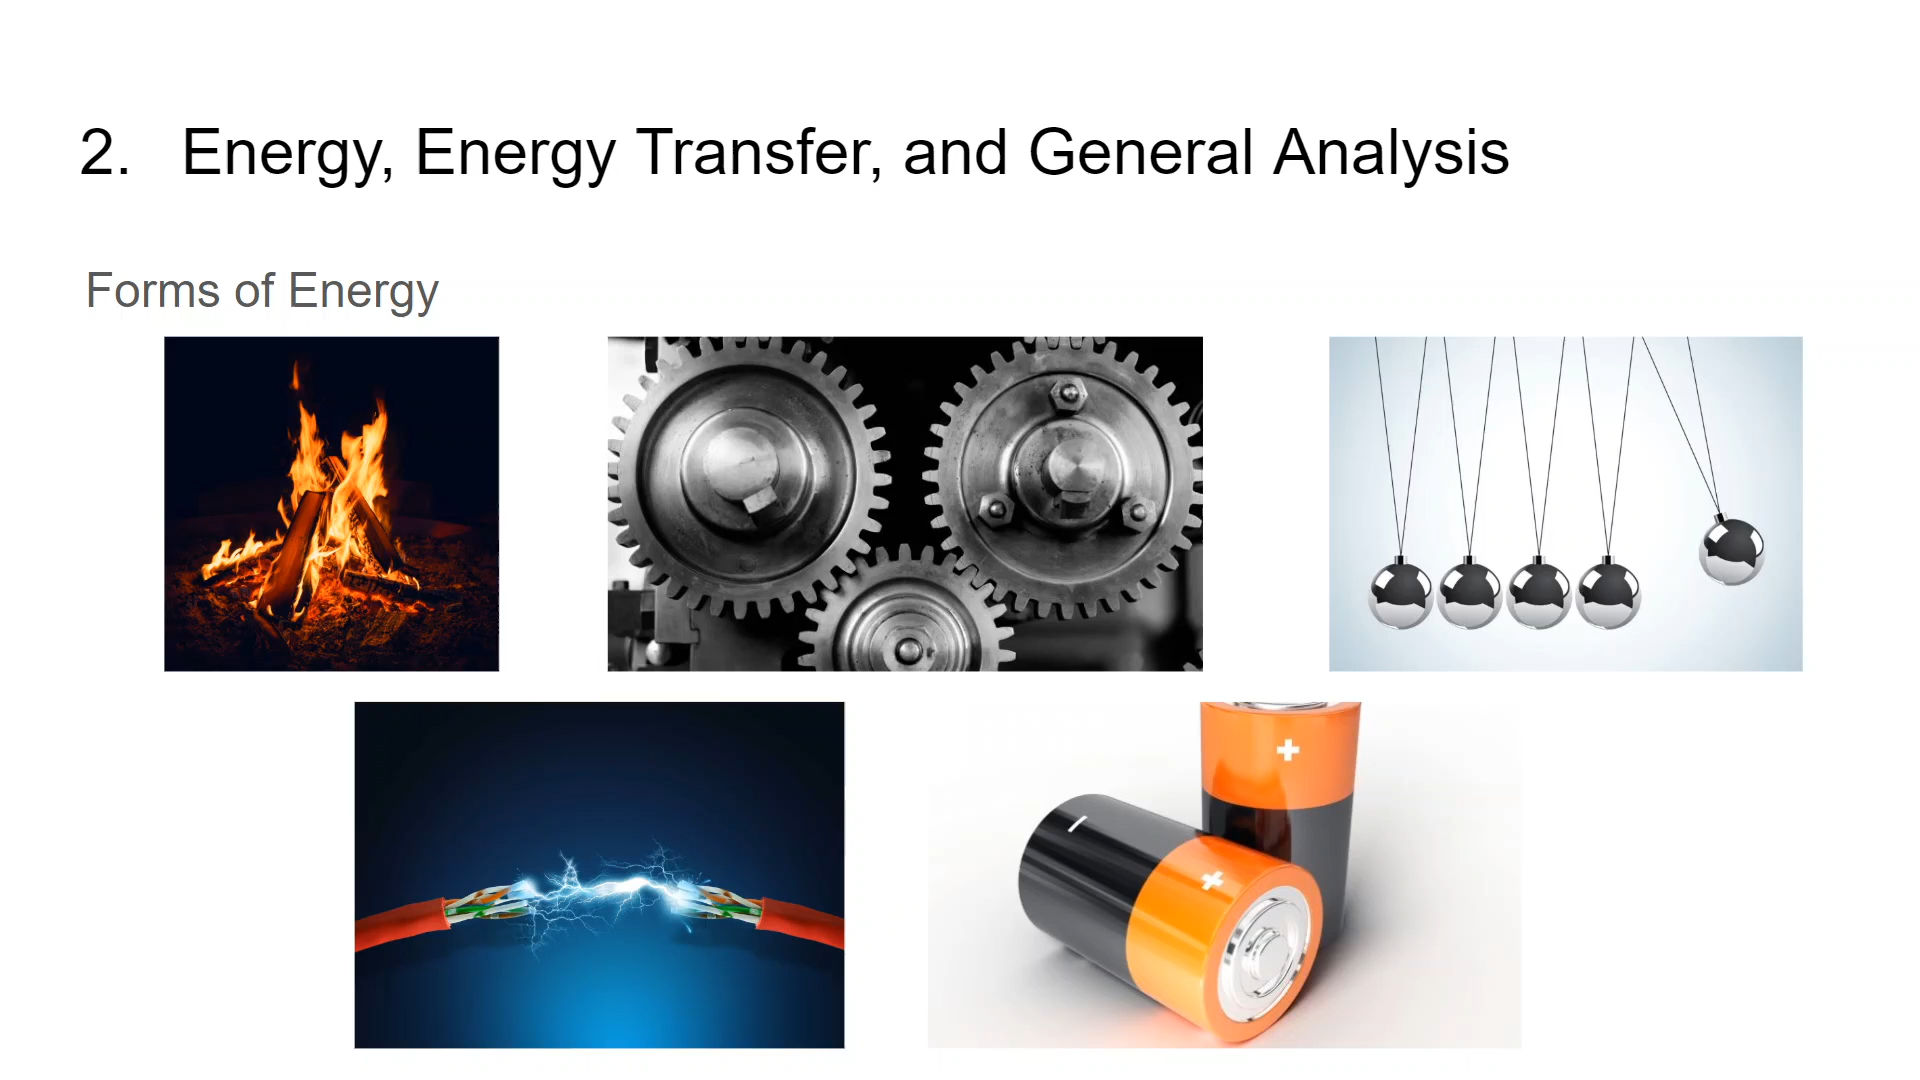 2. Energy, Energy Transfer, and General Analysis
Forms of Energy
+
–
+